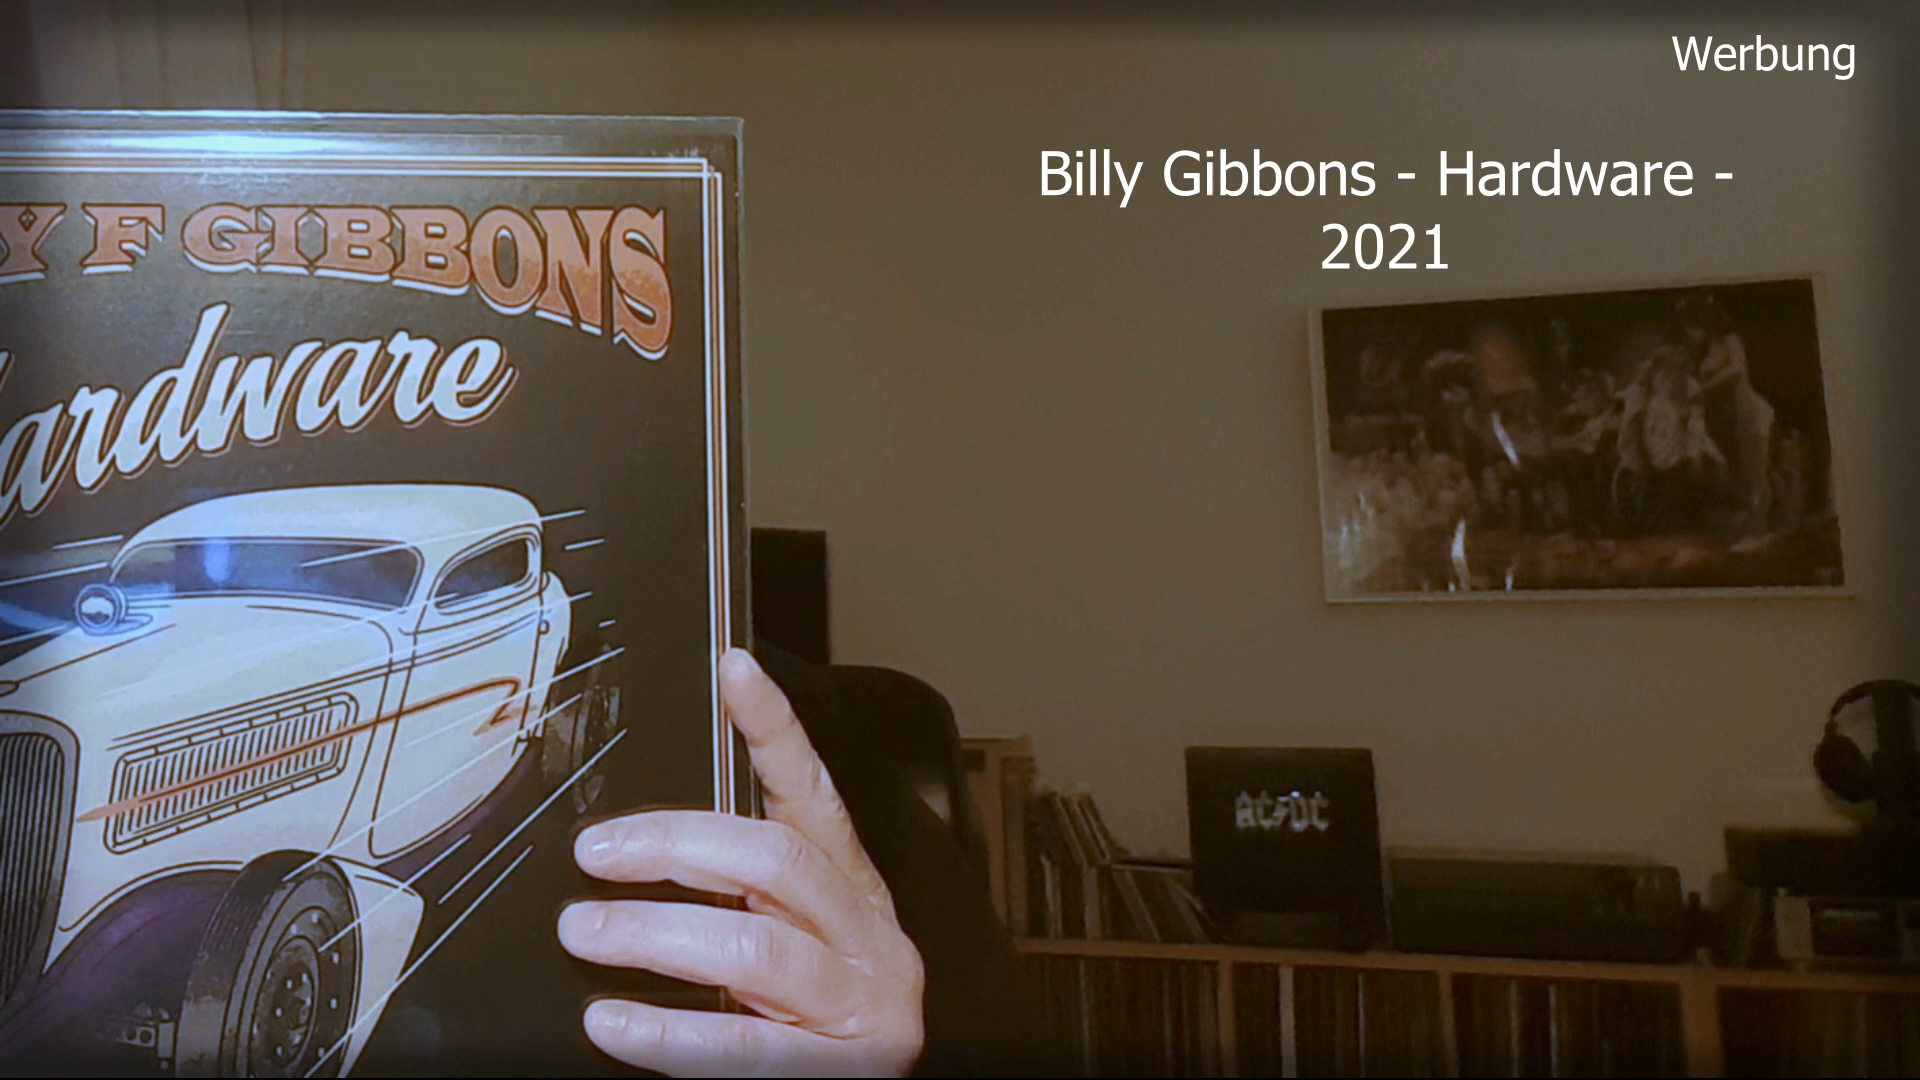 Werbung
Billy Gibbons - Hardware -
2021
Y F GIBBONS
ardware
AC/DC